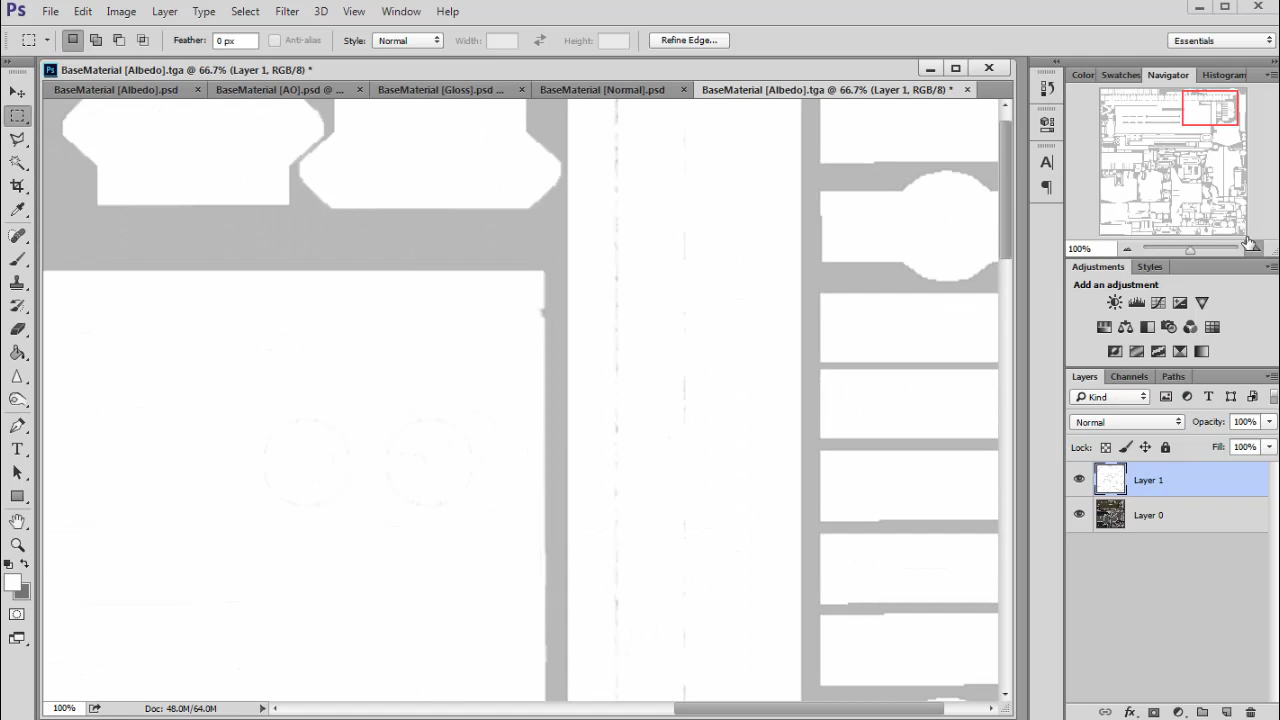 Ps File Edit Image Layer Type Select Filter 3D View Window Help
Feather: 0 px Anti-alias Style: Normal Width: Height: Refine Edge... Essentials
BaseMaterial [Albedo].tga @ 66.7% (Layer 1, RGB/8) *
BaseMaterial [Albedo].psd × BaseMaterial [AO].psd @ ... × BaseMaterial [Gloss].psd ... × BaseMaterial [Normal].psd × BaseMaterial [Albedo].tga @ 66.7% (Layer 1, RGB/8) * ×
Color Swatches Navigator Histogram
100%
Adjustments Styles
Add an adjustment
Layers Channels Paths
Kind
Normal Opacity: 100%
Lock: Fill: 100%
Layer 1
Layer 0
100% Doc: 48.0M/64.0M